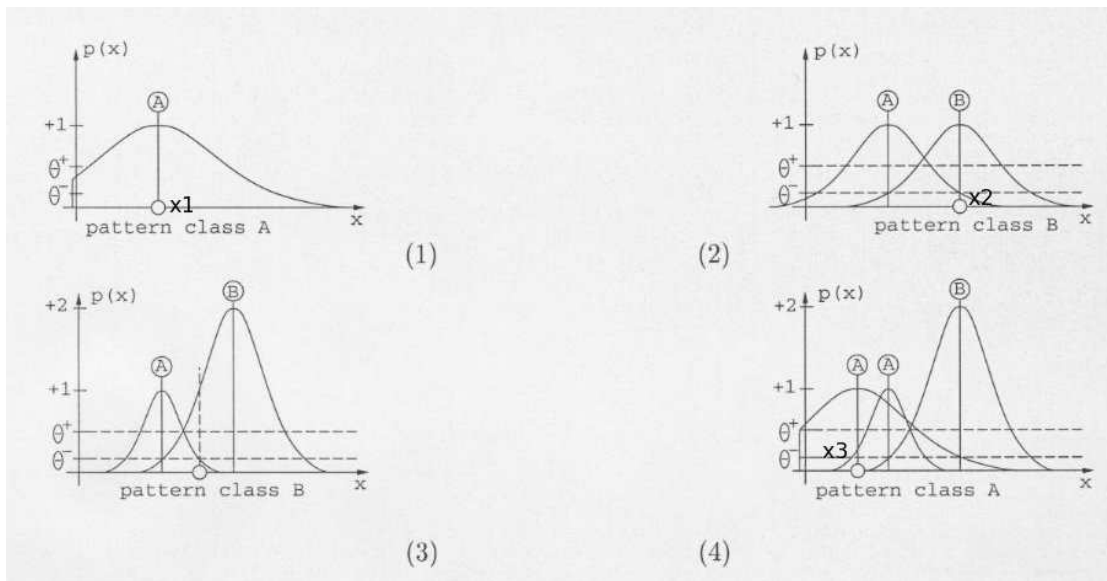 p(x)
A
+1
θ+
θ-
x1
x
pattern class A
(1)
p(x)
A
B
+1
θ+
θ-
x2
x
pattern class B
(2)
p(x)
B
+2
A
+1
θ+
θ-
x
pattern class B
(3)
p(x)
B
+2
A A
+1
θ+
x3
θ-
x
pattern class A
(4)